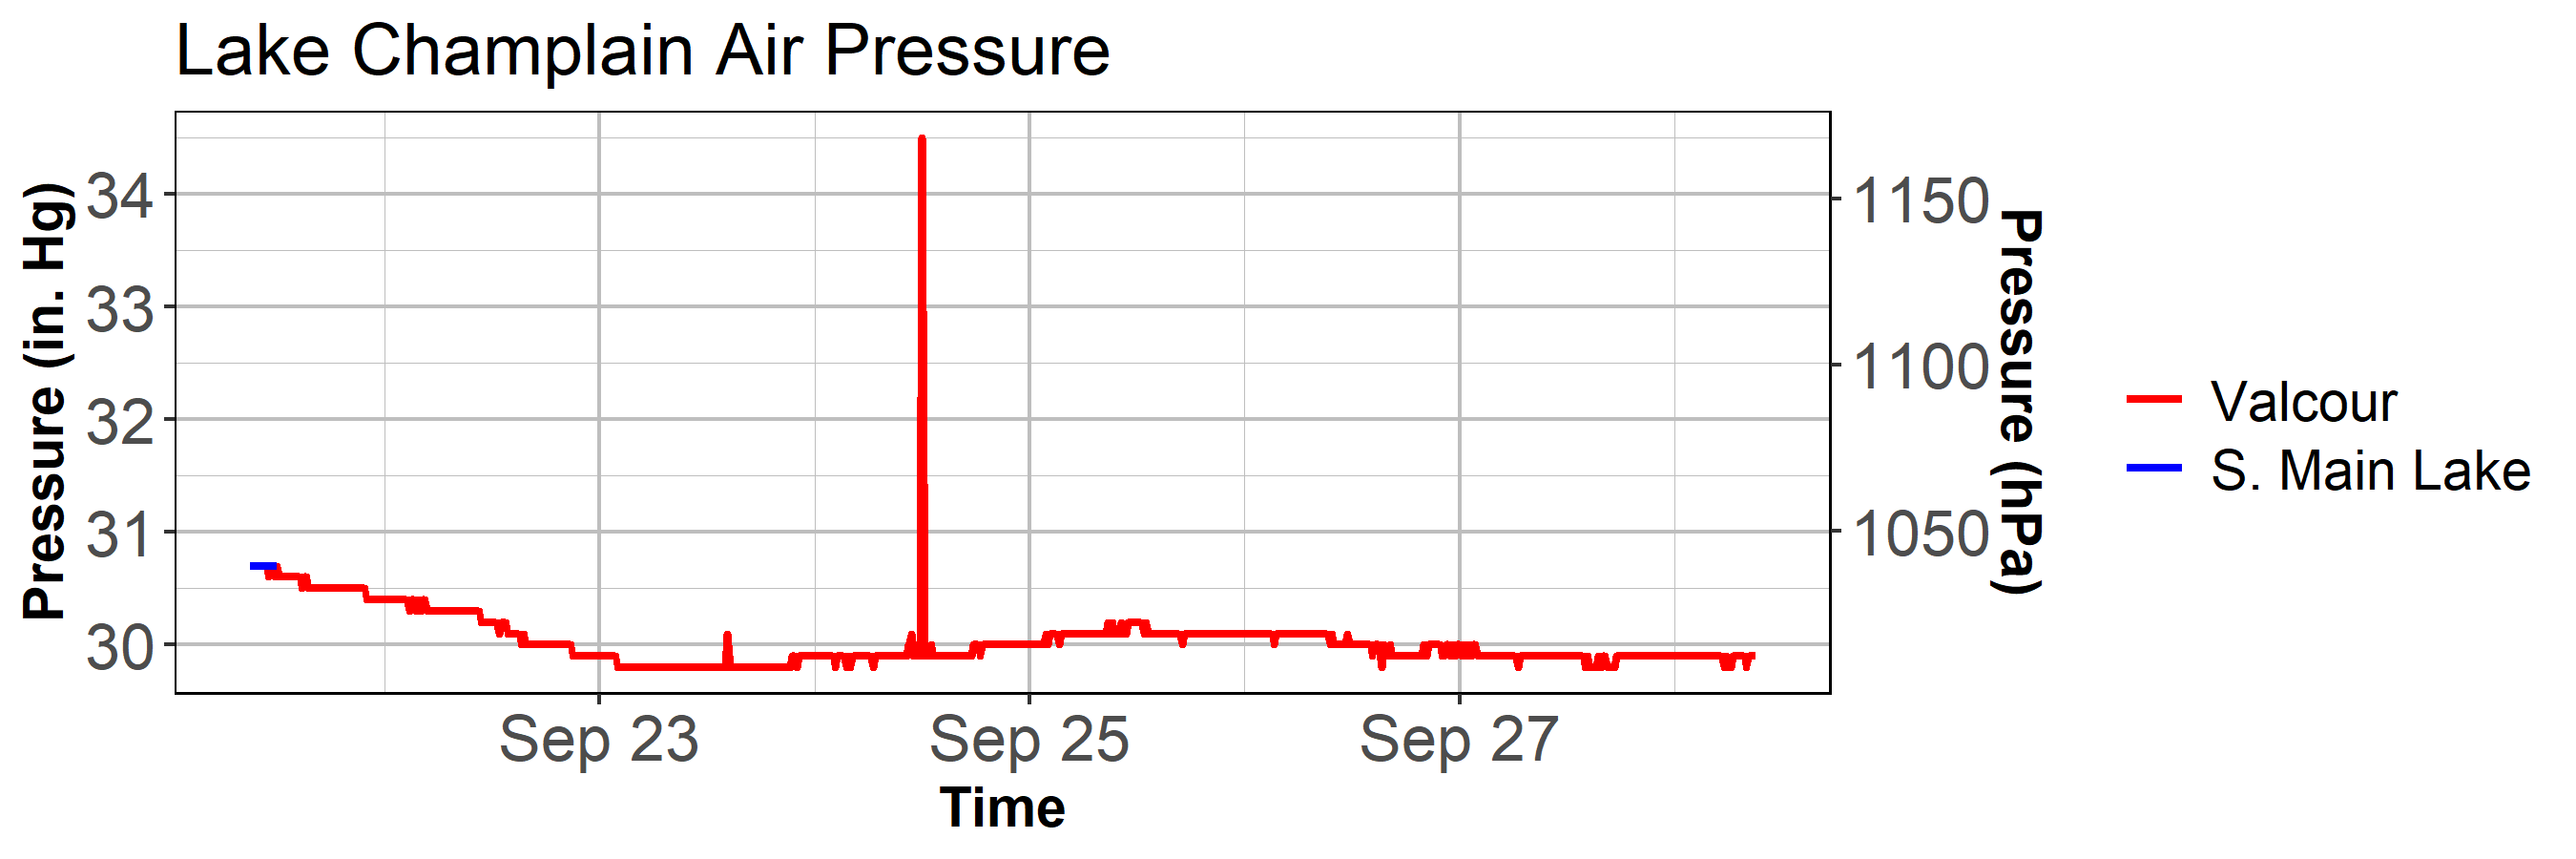 Lake Champlain Air Pressure
Pressure (in. Hg)
34
33
32
31
30
1150
1100
1050
Pressure (hPa)
Valcour
S. Main Lake
Sep 23
Sep 25
Sep 27
Time